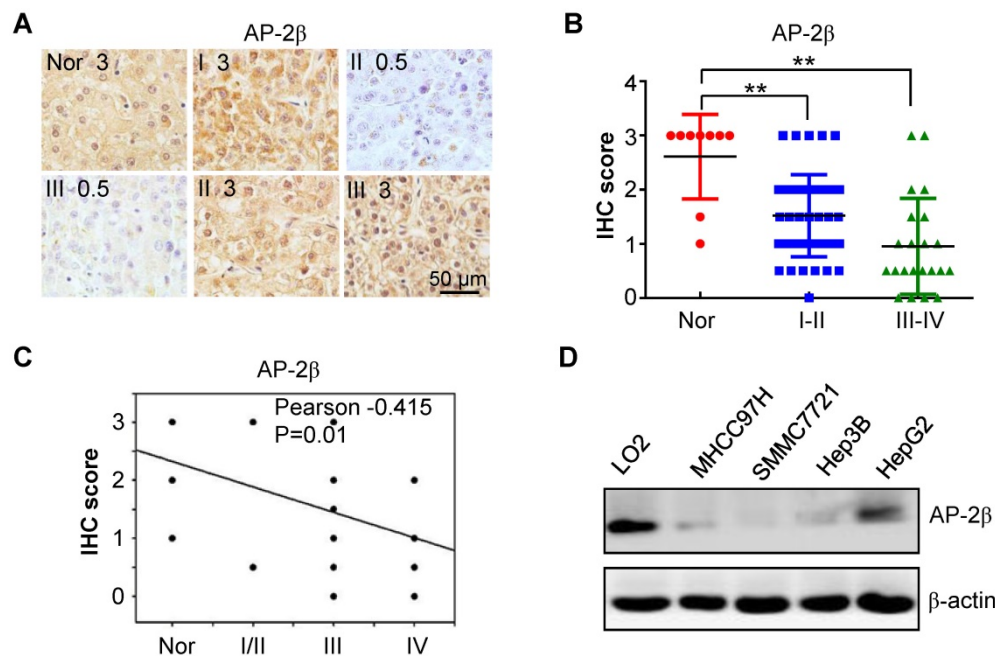 A
AP-2β
Nor 3
I 3
II 0.5
III 0.5
II 3
III 3
50 µm
B
AP-2β
**
**
IHC score
4
3
2
1
0
Nor
I-II
III-IV
C
AP-2β
Pearson -0.415
P=0.01
IHC score
3
2
1
0
Nor
I/II
III
IV
D
LO2
MHCC97H
SMMC7721
Hep3B
HepG2
AP-2β
β-actin